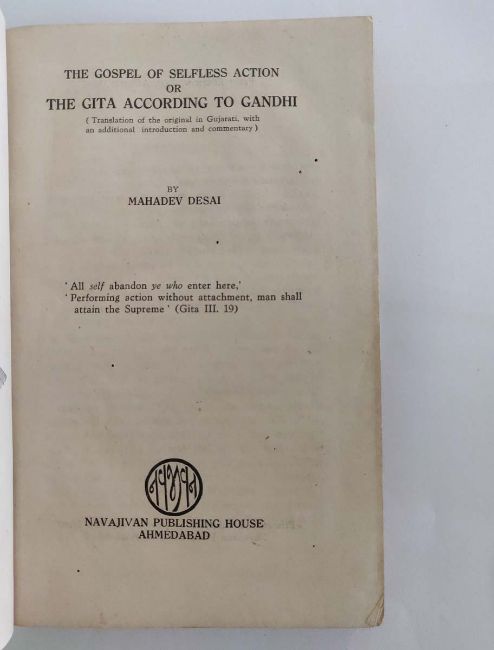 THE GOSPEL OF SELFLESS ACTION
OR
THE GITA ACCORDING TO GANDHI
( Translation of the original in Gujarati, with
an additional introduction and commentary )
BY
MAHADEV DESAI
' All self abandon ye who enter here,'
' Performing action without attachment, man shall
attain the Supreme ' (Gita III. 19)
नवजीवन
NAVAJIVAN PUBLISHING HOUSE
AHMEDABAD